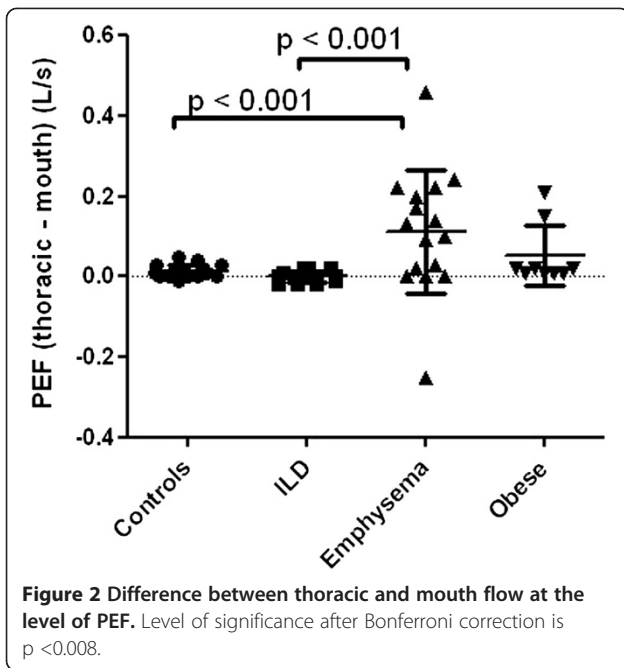 0.6
p < 0.001
0.4
p < 0.001
0.2
0.0
-0.2
-0.4
PEF (thoracic - mouth) (L/s)
Controls
ILD
Emphysema
Obese
Figure 2 Difference between thoracic and mouth flow at the
level of PEF. Level of significance after Bonferroni correction is
p <0.008.